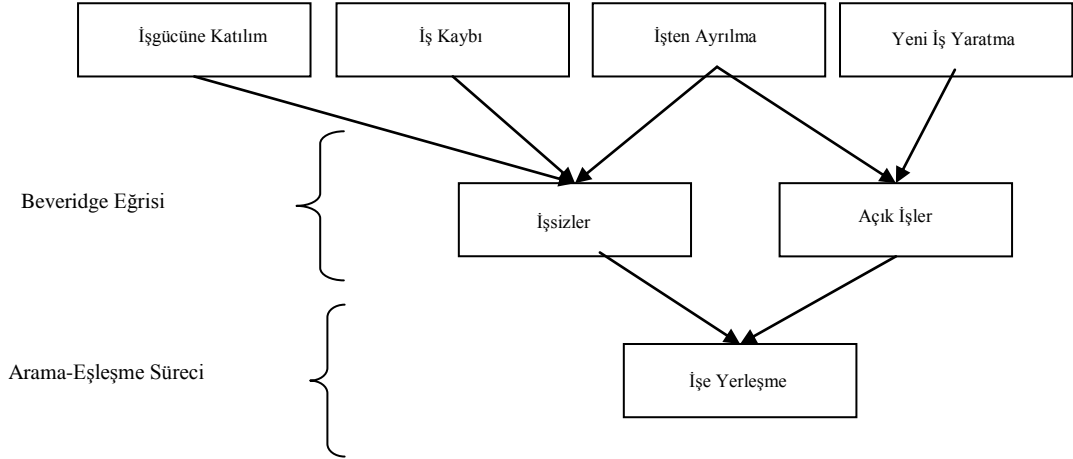 İşgücüne Katılım
İş Kaybı
İşten Ayrılma
Yeni İş Yaratma
Beveridge Eğrisi
İşsizler
Açık İşler
Arama-Eşleşme Süreci
İşe Yerleşme